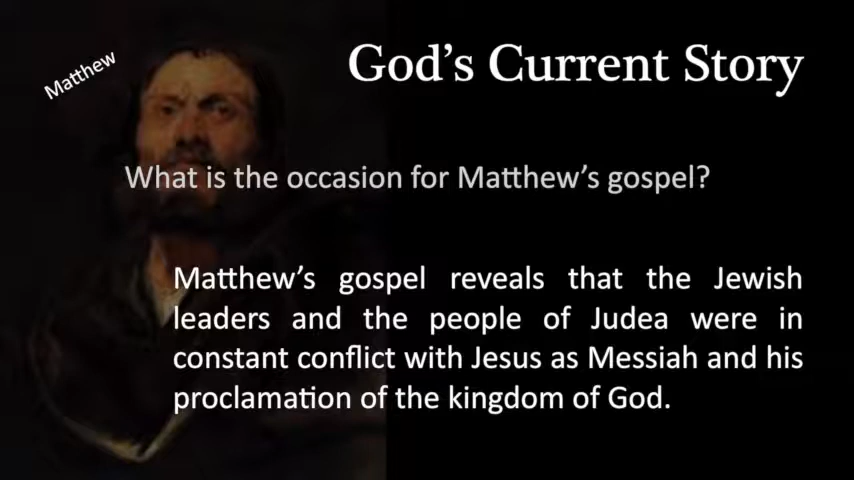 Matthew
God's Current Story
What is the occasion for Matthew's gospel?
Matthew's gospel reveals that the Jewish
leaders and the people of Judea were in
constant conflict with Jesus as Messiah and his
proclamation of the kingdom of God.